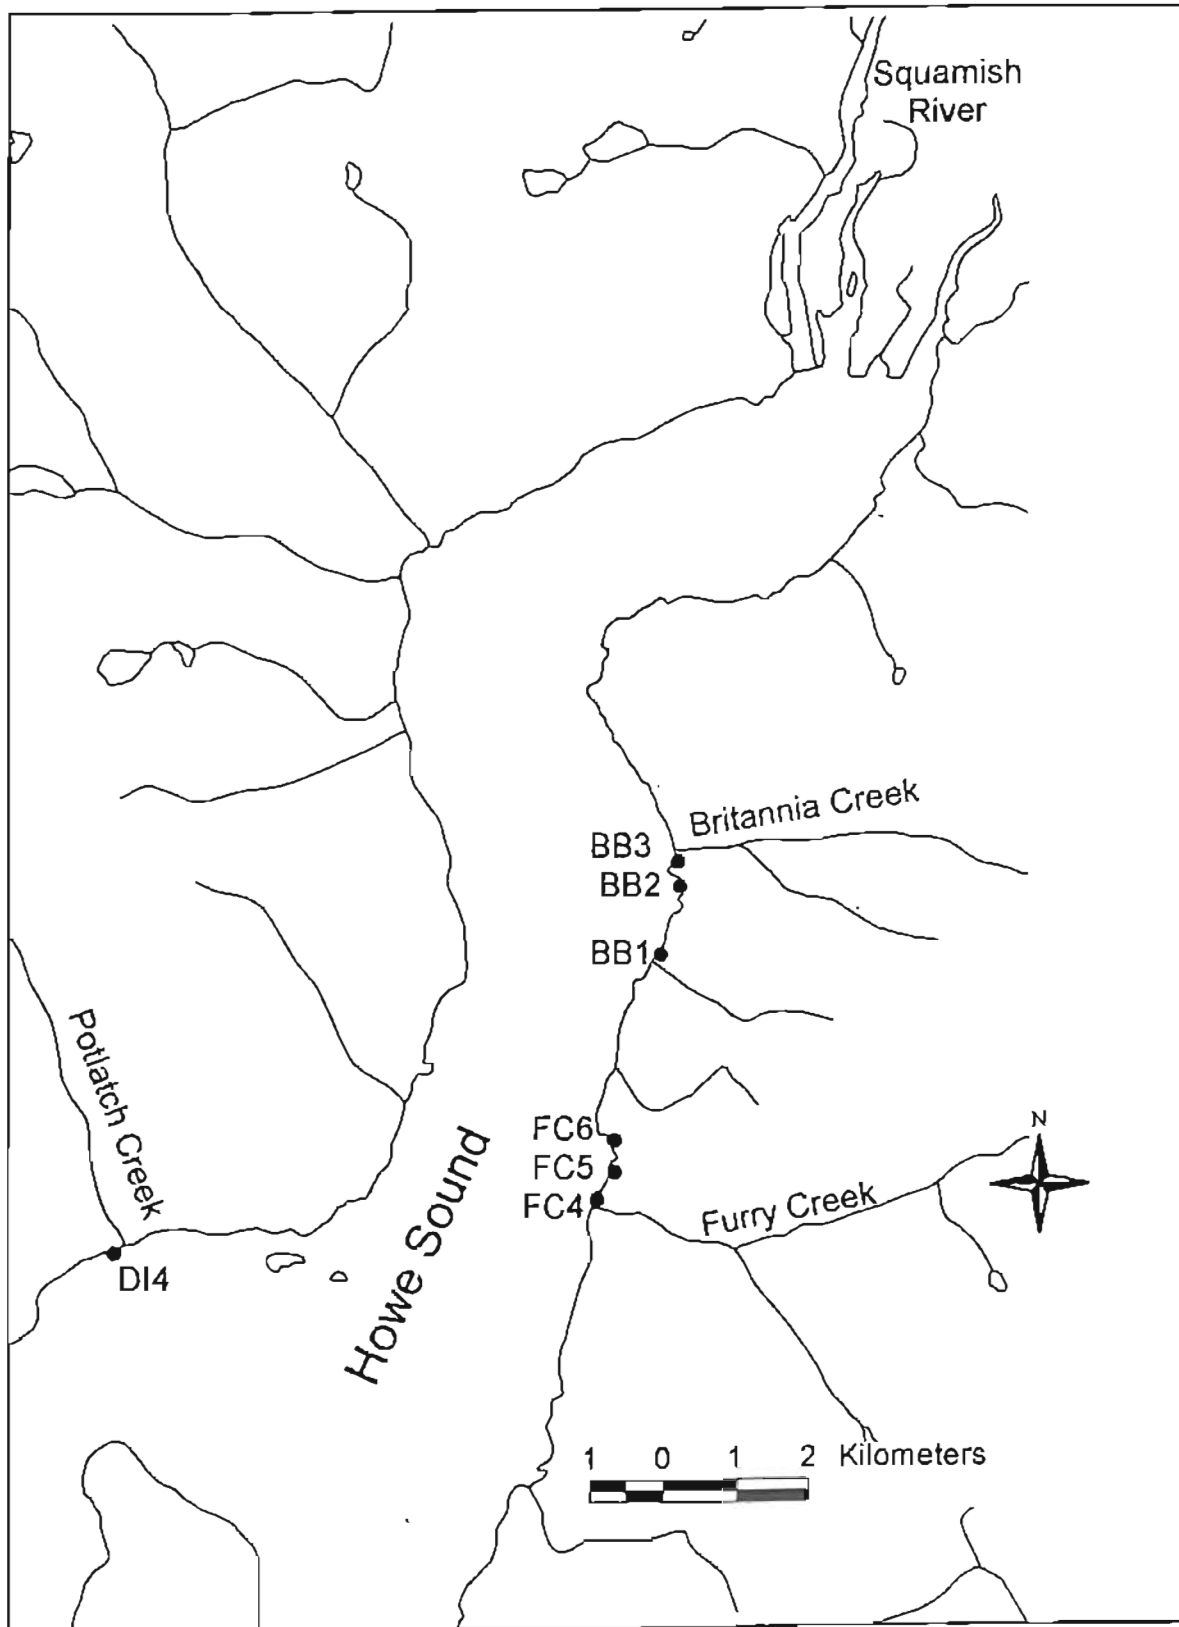 Squamish
River
Britannia Creek
BB3
BB2
BB1
Potlatch Creek
FC6
FC5
FC4
N
Furry Creek
Howe Sound
DI4
1 0 1 2 Kilometers